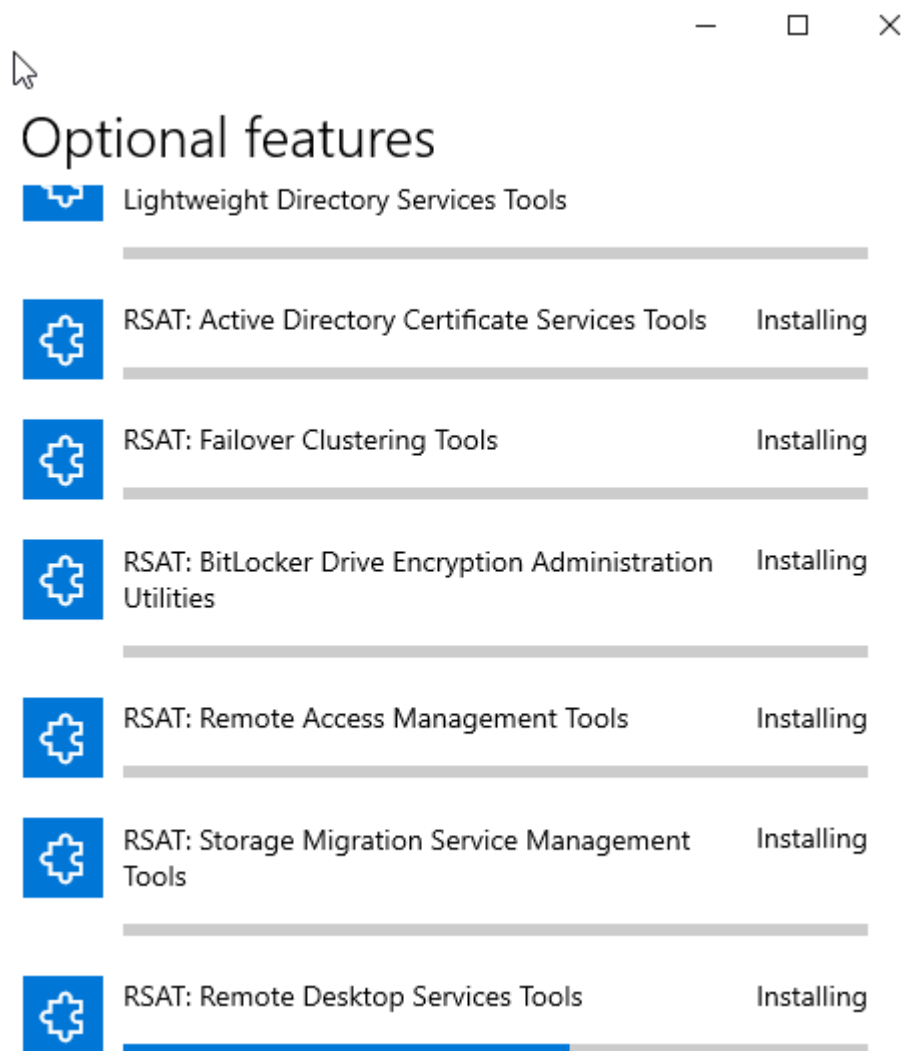 Optional features
Lightweight Directory Services Tools
RSAT: Active Directory Certificate Services Tools Installing
RSAT: Failover Clustering Tools Installing
RSAT: BitLocker Drive Encryption Administration Installing
Utilities
RSAT: Remote Access Management Tools Installing
RSAT: Storage Migration Service Management Installing
Tools
RSAT: Remote Desktop Services Tools Installing